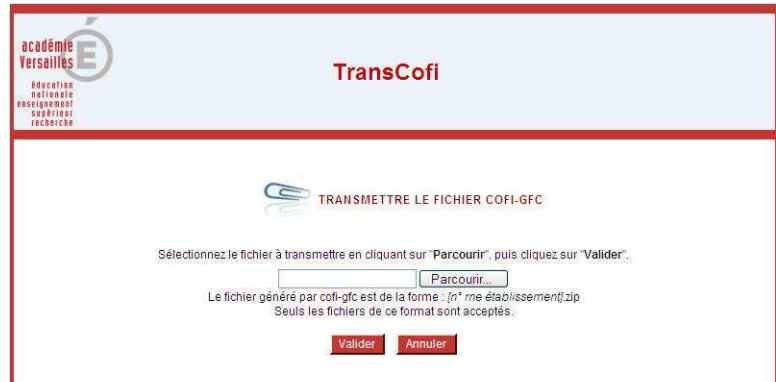 académie
Versailles
éducation
nationale
enseignement
supérieur
recherche
TransCofi
TRANSMETTRE LE FICHIER COFI-GFC
Sélectionnez le fichier à transmettre en cliquant sur "Parcourir", puis cliquez sur "Valider".
Parcourir...
Le fichier généré par cofi-gfc est de la forme : [n° rne établissement].zip
Seuls les fichiers de ce format sont acceptés.
Valider Annuler